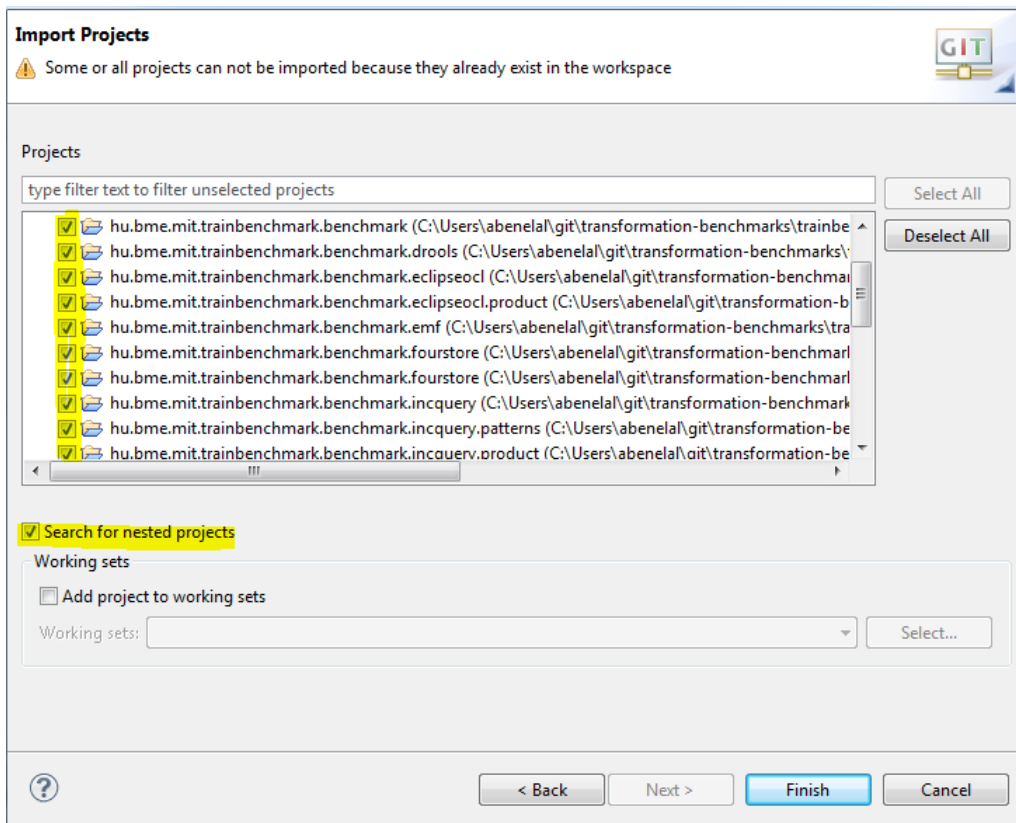 Import Projects
GIT
Some or all projects can not be imported because they already exist in the workspace
Projects
type filter text to filter unselected projects
Select All
hu.bme.mit.trainbenchmark.benchmark (C:\Users\abenelal\git\transformation-benchmarks\trainbe
Deselect All
hu.bme.mit.trainbenchmark.benchmark.drools (C:\Users\abenelal\git\transformation-benchmarks\
hu.bme.mit.trainbenchmark.benchmark.eclipseocl (C:\Users\abenelal\git\transformation-benchmar
hu.bme.mit.trainbenchmark.benchmark.eclipseocl.product (C:\Users\abenelal\git\transformation-b
hu.bme.mit.trainbenchmark.benchmark.emf (C:\Users\abenelal\git\transformation-benchmarks\tra
hu.bme.mit.trainbenchmark.benchmark.fourstore (C:\Users\abenelal\git\transformation-benchmarl
hu.bme.mit.trainbenchmark.benchmark.fourstore (C:\Users\abenelal\git\transformation-benchmarl
hu.bme.mit.trainbenchmark.benchmark.incquery (C:\Users\abenelal\git\transformation-benchmark
hu.bme.mit.trainbenchmark.benchmark.incquery.patterns (C:\Users\abenelal\git\transformation-be
hu.bme.mit.trainbenchmark.benchmark.incquery.product (C:\Users\abenelal\git\transformation-be
Search for nested projects
Working sets
Add project to working sets
Working sets:
Select...
?
< Back
Next >
Finish
Cancel